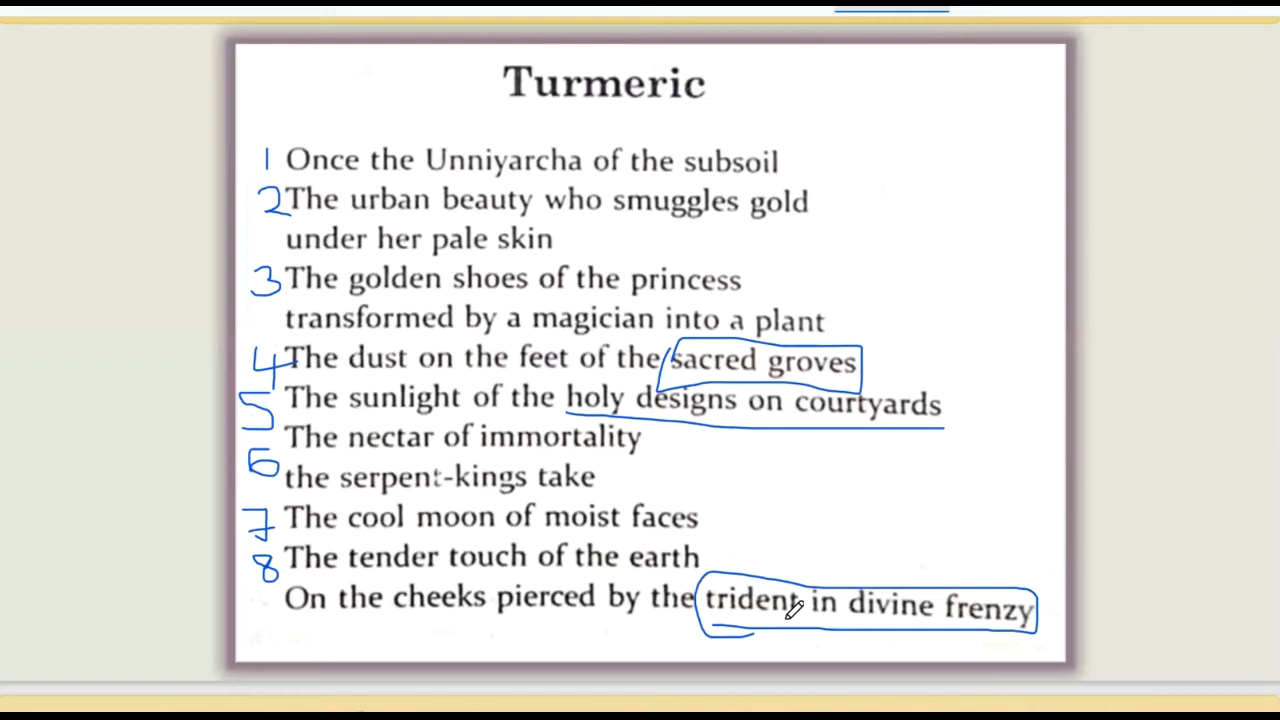 Turmeric
1 Once the Unniyarcha of the subsoil
2 The urban beauty who smuggles gold
under her pale skin
3 The golden shoes of the princess
transformed by a magician into a plant
4 The dust on the feet of the sacred groves
5 The sunlight of the holy designs on courtyards
The nectar of immortality
6 the serpent-kings take
7 The cool moon of moist faces
8 The tender touch of the earth
On the cheeks pierced by the trident in divine frenzy